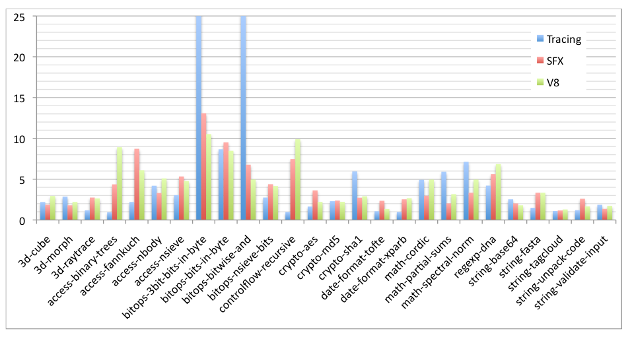 25
20
15
10
5
0
Tracing
SFX
V8
3d-cube
3d-morph
3d-raytrace
access-binary-trees
access-fannkuch
access-nbody
access-nsieve
bitops-3bit-bits-in-byte
bitops-bits-in-byte
bitops-bitwise-and
bitops-nsieve-bits
controlflow-recursive
crypto-aes
crypto-md5
crypto-sha1
date-format-tofte
date-format-xparb
math-cordic
math-partial-sums
math-spectral-norm
regexp-dna
string-base64
string-fasta
string-tagcloud
string-unpack-code
string-validate-input